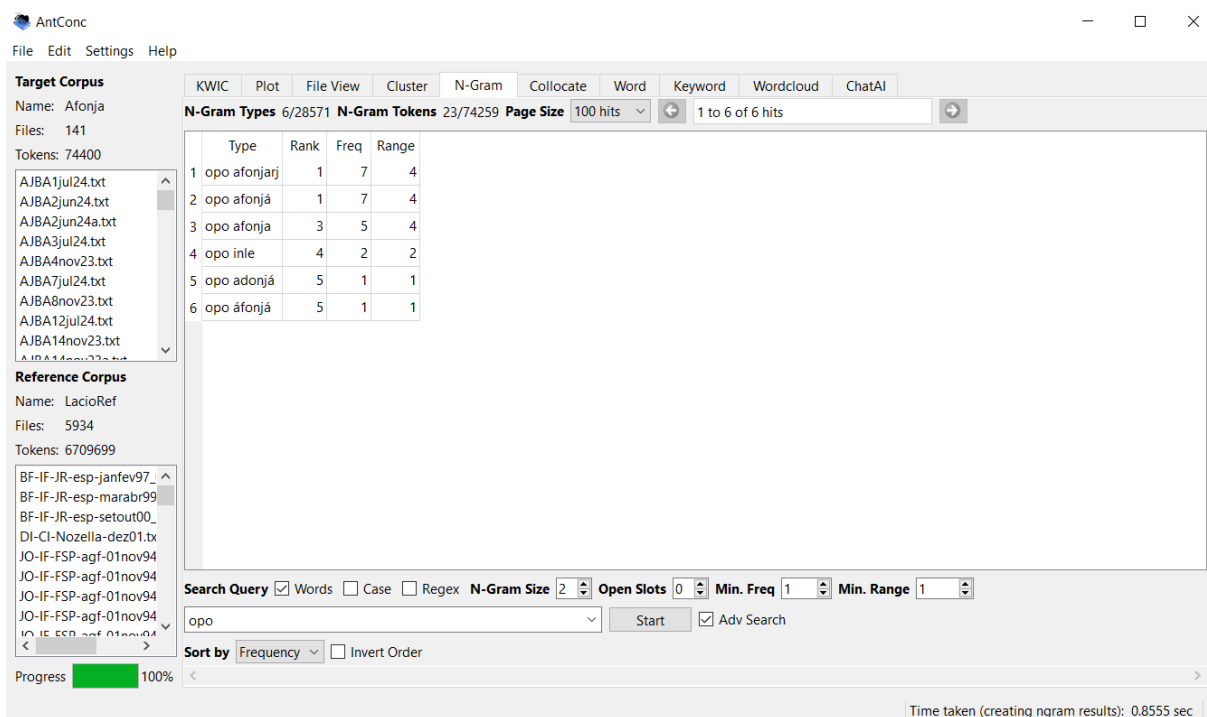 AntConc
File Edit Settings Help
Target Corpus
Name: Afonja
Files: 141
Tokens: 74400
AJBA1jul24.txt
AJBA2jun24.txt
AJBA2jun24a.txt
AJBA3jul24.txt
AJBA4nov23.txt
AJBA7jul24.txt
AJBA8nov23.txt
AJBA12jul24.txt
AJBA14nov23.txt
AJBA14nov23a.txt
Reference Corpus
Name: LacioRef
Files: 5934
Tokens: 6709699
BF-IF-JR-esp-janfev97_
BF-IF-JR-esp-marabr99
BF-IF-JR-esp-setout00_
DI-CI-Nozella-dez01.tx
JO-IF-FSP-agf-01nov94
JO-IF-FSP-agf-01nov94
JO-IF-FSP-agf-01nov94
JO-IF-FSP-agf-01nov94
JO-IF-FSP-agf-01nov94
Progress 100%
KWIC Plot File View Cluster N-Gram Collocate Word Keyword Wordcloud ChatAI
N-Gram Types 6/28571 N-Gram Tokens 23/74259 Page Size 100 hits 1 to 6 of 6 hits
Type Rank Freq Range
1 opo afonjarj 1 7 4
2 opo afonjá 1 7 4
3 opo afonja 3 5 4
4 opo inle 4 2 2
5 opo adonjá 5 1 1
6 opo áfonjá 5 1 1
Search Query Words Case Regex N-Gram Size 2 Open Slots 0 Min. Freq 1 Min. Range 1
opo Start Adv Search
Sort by Frequency Invert Order
Time taken (creating ngram results): 0.8555 sec